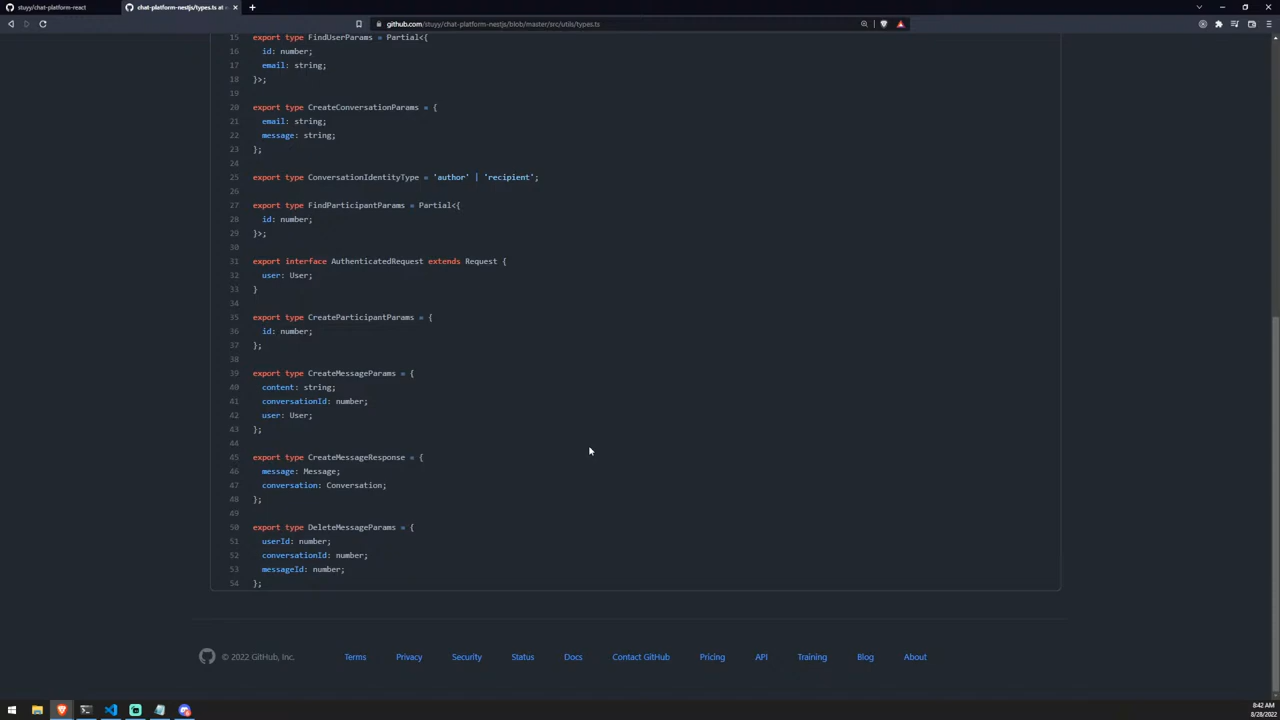 stuyy/chat-platform-react
chat-platform-nestjs/types.ts at
github.com/stuyy/chat-platform-nestjs/blob/master/src/utils/types.ts
15 export type FindUserParams = Partial<{
16 id: number;
17 email: string;
18 }>;
19
20 export type CreateConversationParams = {
21 email: string;
22 message: string;
23 };
24
25 export type ConversationIdentityType = 'author' | 'recipient';
26
27 export type FindParticipantParams = Partial<{
28 id: number;
29 }>;
30
31 export interface AuthenticatedRequest extends Request {
32 user: User;
33 }
34
35 export type CreateParticipantParams = {
36 id: number;
37 };
38
39 export type CreateMessageParams = {
40 content: string;
41 conversationId: number;
42 user: User;
43 };
44
45 export type CreateMessageResponse = {
46 message: Message;
47 conversation: Conversation;
48 };
49
50 export type DeleteMessageParams = {
51 userId: number;
52 conversationId: number;
53 messageId: number;
54 };
© 2022 GitHub, Inc. Terms Privacy Security Status Docs Contact GitHub Pricing API Training Blog About
8:42 AM
8/28/2022